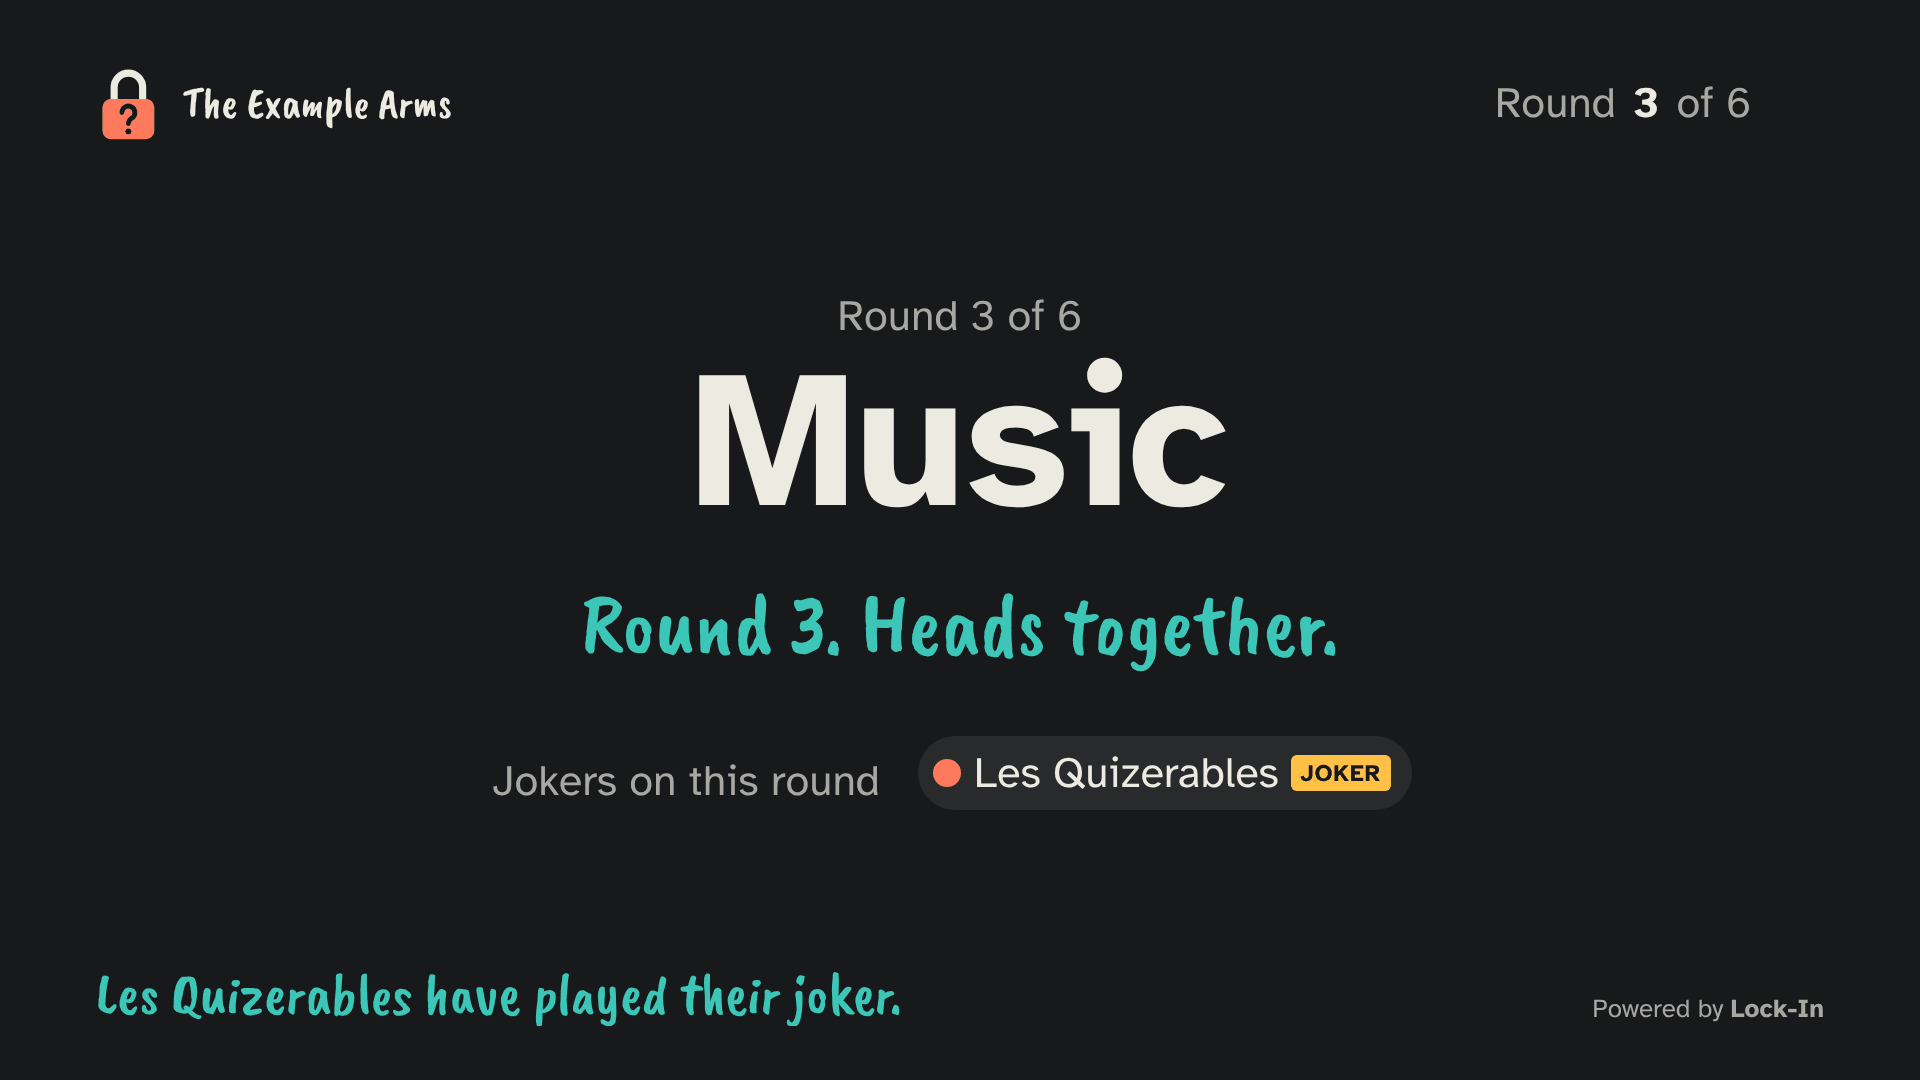 ?
The Example Arms
Round 3 of 6
Round 3 of 6
Music
Round 3. Heads together.
Jokers on this round
Les Quizerables JOKER
Les Quizerables have played their joker.
Powered by Lock-In